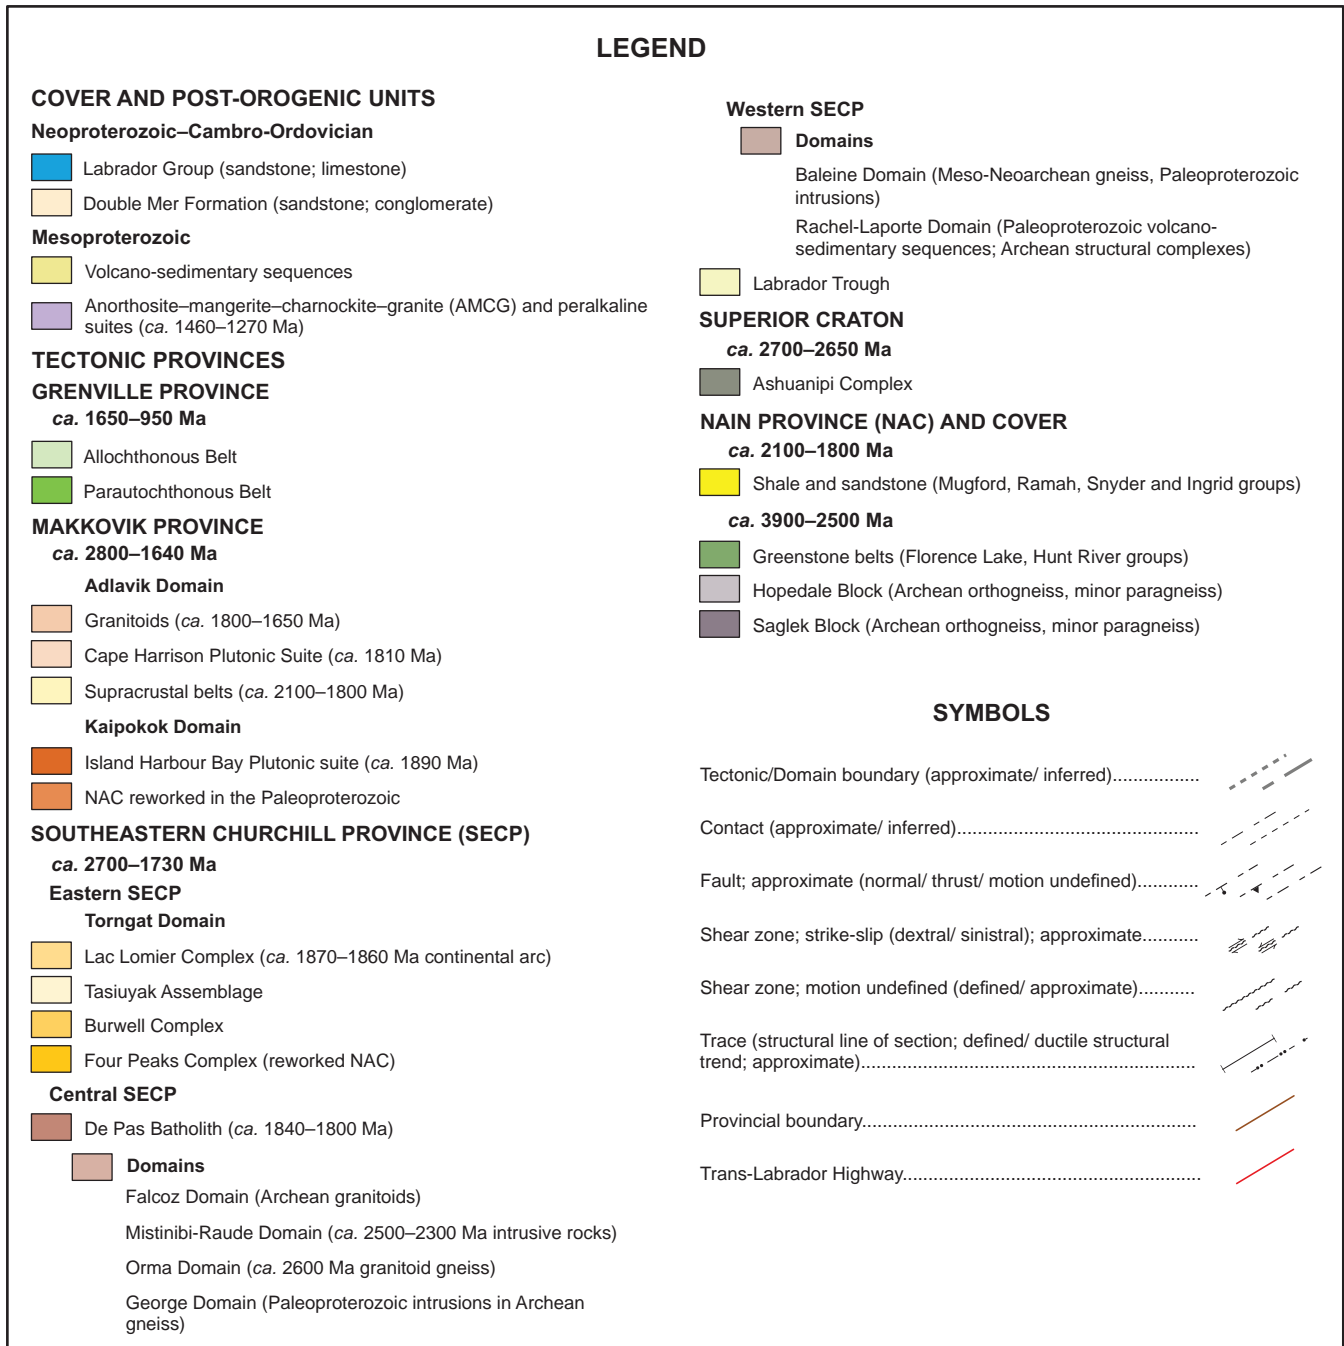 LEGEND
COVER AND POST-OROGENIC UNITS
Neoproterozoic–Cambro-Ordovician
Labrador Group (sandstone; limestone)
Double Mer Formation (sandstone; conglomerate)
Mesoproterozoic
Volcano-sedimentary sequences
Anorthosite–mangerite–charnockite–granite (AMCG) and peralkaline
suites (ca. 1460–1270 Ma)
TECTONIC PROVINCES
GRENVILLE PROVINCE
ca. 1650–950 Ma
Allochthonous Belt
Parautochthonous Belt
MAKKOVIK PROVINCE
ca. 2800–1640 Ma
Adlavik Domain
Granitoids (ca. 1800–1650 Ma)
Cape Harrison Plutonic Suite (ca. 1810 Ma)
Supracrustal belts (ca. 2100–1800 Ma)
Kaipokok Domain
Island Harbour Bay Plutonic suite (ca. 1890 Ma)
NAC reworked in the Paleoproterozoic
SOUTHEASTERN CHURCHILL PROVINCE (SECP)
ca. 2700–1730 Ma
Eastern SECP
Torngat Domain
Lac Lomier Complex (ca. 1870–1860 Ma continental arc)
Tasiuyak Assemblage
Burwell Complex
Four Peaks Complex (reworked NAC)
Central SECP
De Pas Batholith (ca. 1840–1800 Ma)
Domains
Falcoz Domain (Archean granitoids)
Mistinibi-Raude Domain (ca. 2500–2300 Ma intrusive rocks)
Orma Domain (ca. 2600 Ma granitoid gneiss)
George Domain (Paleoproterozoic intrusions in Archean
gneiss)
Western SECP
Domains
Baleine Domain (Meso-Neoarchean gneiss, Paleoproterozoic
intrusions)
Rachel-Laporte Domain (Paleoproterozoic volcano-
sedimentary sequences; Archean structural complexes)
Labrador Trough
SUPERIOR CRATON
ca. 2700–2650 Ma
Ashuanipi Complex
NAIN PROVINCE (NAC) AND COVER
ca. 2100–1800 Ma
Shale and sandstone (Mugford, Ramah, Snyder and Ingrid groups)
ca. 3900–2500 Ma
Greenstone belts (Florence Lake, Hunt River groups)
Hopedale Block (Archean orthogneiss, minor paragneiss)
Saglek Block (Archean orthogneiss, minor paragneiss)
SYMBOLS
Tectonic/Domain boundary (approximate/ inferred)................
Contact (approximate/ inferred)............................................
Fault; approximate (normal/ thrust/ motion undefined)...........
Shear zone; strike-slip (dextral/ sinistral); approximate..........
Shear zone; motion undefined (defined/ approximate)...........
Trace (structural line of section; defined/ ductile structural
trend; approximate)..............................................................
Provincial boundary..............................................................
Trans-Labrador Highway.......................................................